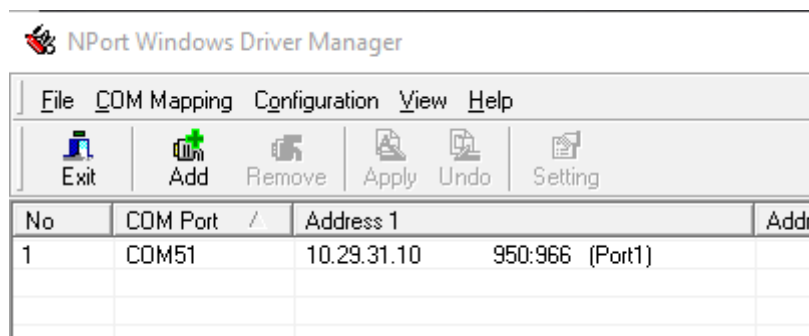 NPort Windows Driver Manager
File COM Mapping Configuration View Help
Exit Add Remove Apply Undo Setting
No COM Port Address 1
1 COM51 10.29.31.10 950:966 (Port1)